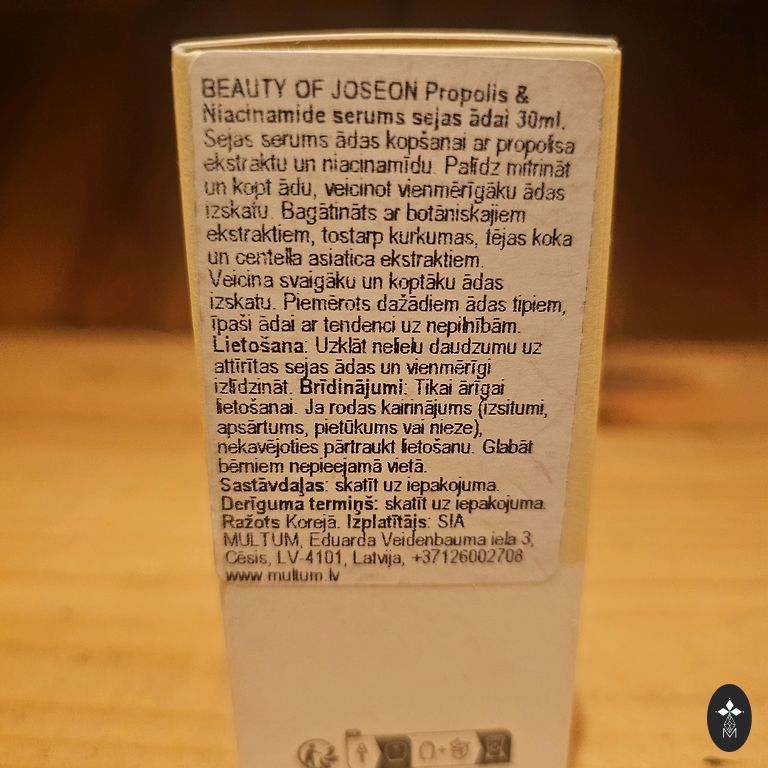 BEAUTY OF JOSEON Propolis &
Niacinamide serums sejas ādai 30ml.
Sejas serums ādas kopšanai ar propolisa
ekstraktu un niacinamīdu. Palīdz mitrināt
un kopt ādu, veicinot vienmērīgāku ādas
izskatu. Bagātināts ar botāniskajiem
ekstraktiem, tostarp kurkumas, tējas koka
un centella asiatica ekstraktiem.
Veicina svaigāku un koptāku ādas
izskatu. Piemērots dažādiem ādas tipiem,
īpaši ādai ar tendenci uz nepilnībām.
Lietošana: Uzklāt nelielu daudzumu uz
attīrītas sejas ādas un vienmērīgi
izlīdzināt. Brīdinājumi: Tikai ārīgai
lietošanai. Ja rodas kairinājums (izsitumi,
apsārtums, pietūkums vai nieze),
nekavējoties pārtraukt lietošanu. Glabāt
bērniem nepieejamā vietā.
Sastāvdaļas: skatīt uz iepakojuma.
Derīguma termiņš: skatīt uz iepakojuma.
Ražots Korejā. Izplatītājs: SIA
MULTUM, Eduarda Veidenbauma iela 3,
Cēsis, LV-4101, Latvija, +37126002708
www.multum.lv
M